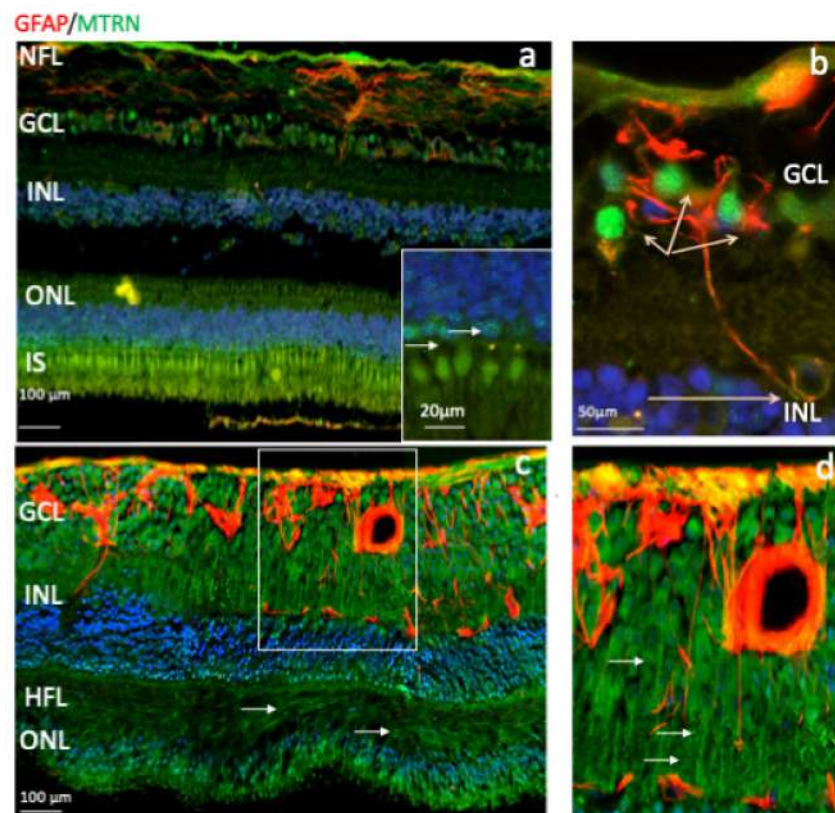 GFAP/MTRN
NFL
a
GCL
INL
ONL
IS
100 µm
20µm
b
GCL
INL
50µm
c
GCL
INL
HFL
ONL
100 µm
d